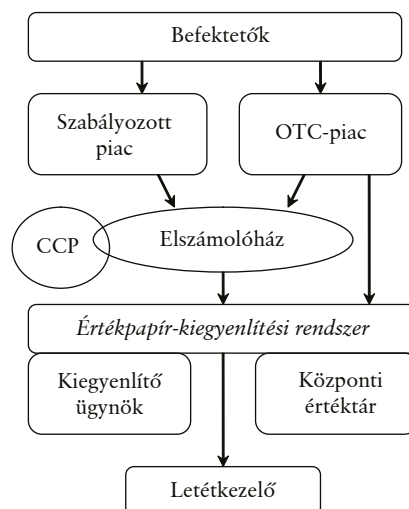 Befektetők
Szabályozott
piac
OTC-piac
CCP
Elszámolóház
Értékpapír-kiegyenlítési rendszer
Kiegyenlítő
ügynök
Központi
értéktár
Letétkezelő